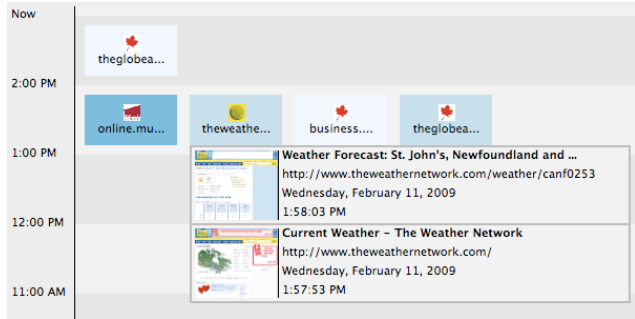 Now
theglobea...
2:00 PM
online.mu... theweathe... business.... theglobea...
1:00 PM
Weather Forecast: St. John's, Newfoundland and ...
http://www.theweathernetwork.com/weather/canf0253
Wednesday, February 11, 2009
1:58:03 PM
12:00 PM
Current Weather – The Weather Network
http://www.theweathernetwork.com/
Wednesday, February 11, 2009
1:57:53 PM
11:00 AM